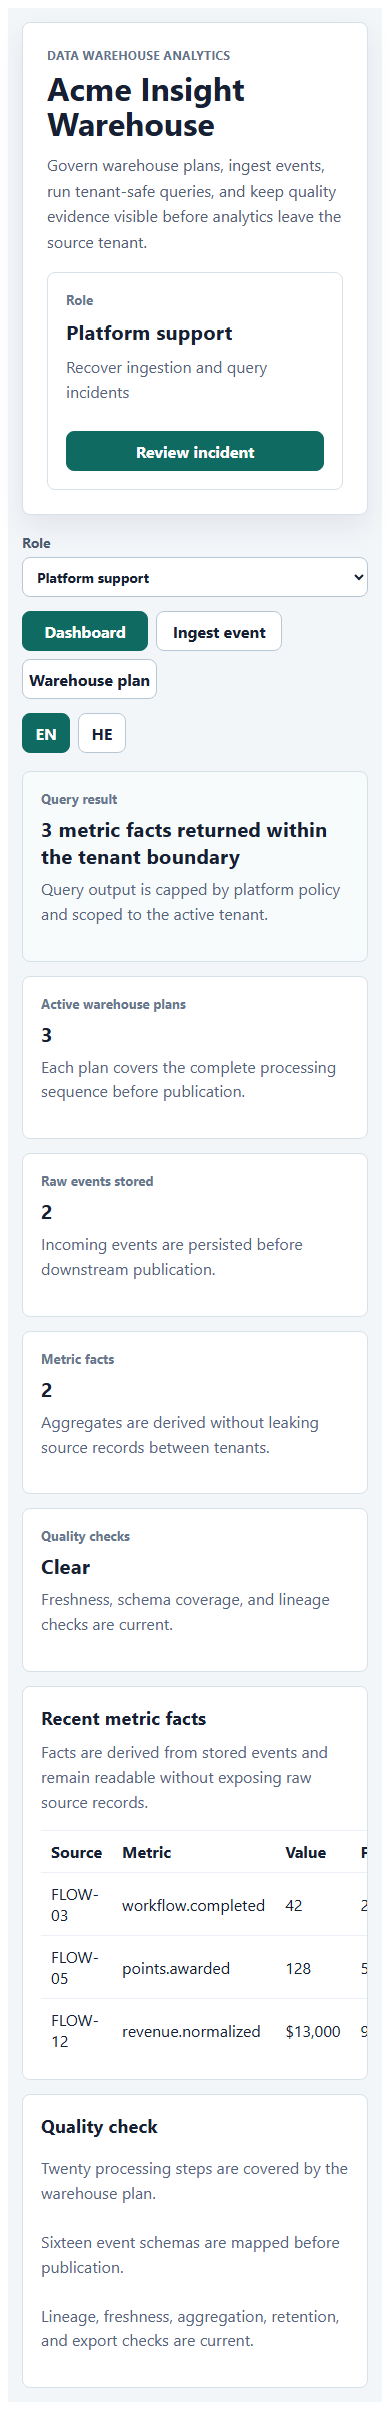 DATA WAREHOUSE ANALYTICS
Acme Insight
Warehouse
Govern warehouse plans, ingest events,
run tenant-safe queries, and keep quality
evidence visible before analytics leave the
source tenant.
Role
Platform support
Recover ingestion and query
incidents
Review incident
Role
Platform support
Dashboard
Ingest event
Warehouse plan
EN
HE
Query result
3 metric facts returned within
the tenant boundary
Query output is capped by platform policy
and scoped to the active tenant.
Active warehouse plans
3
Each plan covers the complete processing
sequence before publication.
Raw events stored
2
Incoming events are persisted before
downstream publication.
Metric facts
2
Aggregates are derived without leaking
source records between tenants.
Quality checks
Clear
Freshness, schema coverage, and lineage
checks are current.
Recent metric facts
Facts are derived from stored events and
remain readable without exposing raw
source records.
Source Metric Value
FLOW-
03 workflow.completed 42 2
FLOW-
05 points.awarded 128 5
FLOW-
12 revenue.normalized $13,000 9
Quality check
Twenty processing steps are covered by the
warehouse plan.
Sixteen event schemas are mapped before
publication.
Lineage, freshness, aggregation, retention,
and export checks are current.